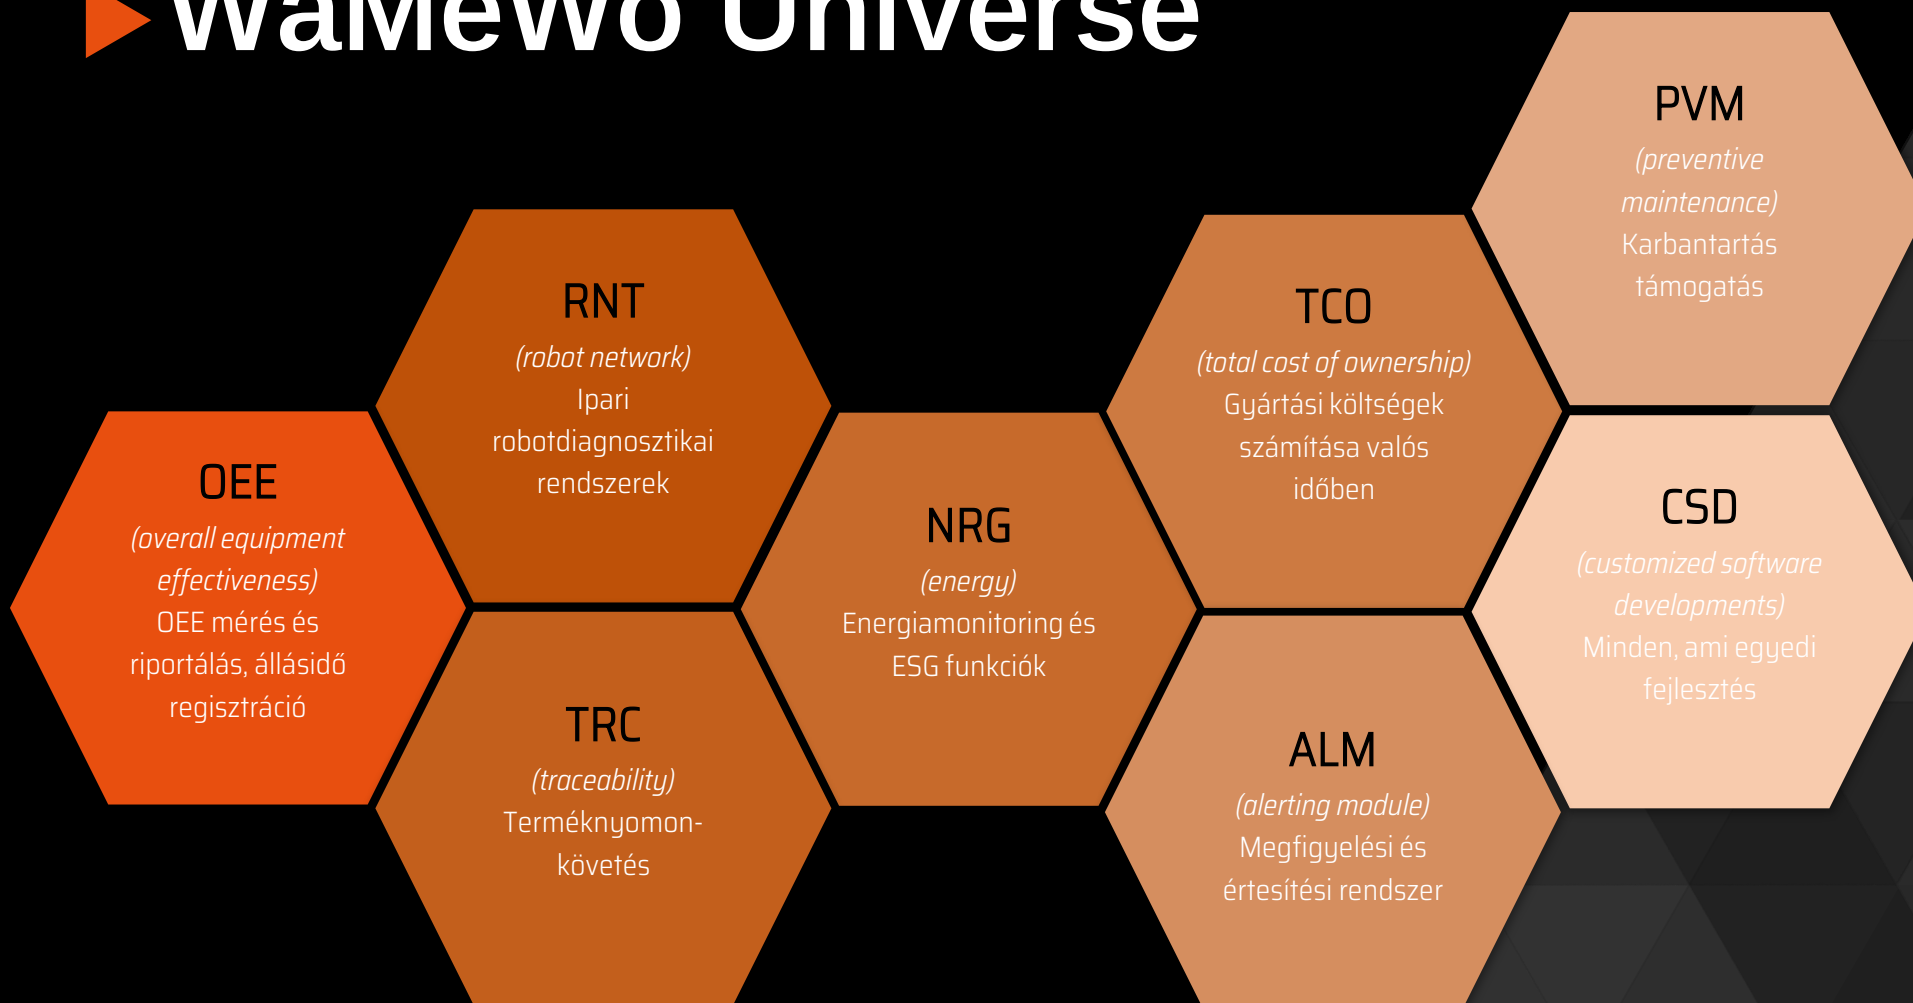 WaMeWo Universe
OEE
(overall equipment
effectiveness)
OEE mérés és
riportálás, állásidő
regisztráció
RNT
(robot network)
Ipari
robotdiagnosztikai
rendszerek
TRC
(traceability)
Terméknyomon-
követés
NRG
(energy)
Energiamonitoring és
ESG funkciók
TCO
(total cost of ownership)
Gyártási költségek
számítása valós
időben
ALM
(alerting module)
Megfigyelési és
értesítési rendszer
PVM
(preventive
maintenance)
Karbantartás
támogatás
CSD
(customized software
developments)
Minden, ami egyedi
fejlesztés